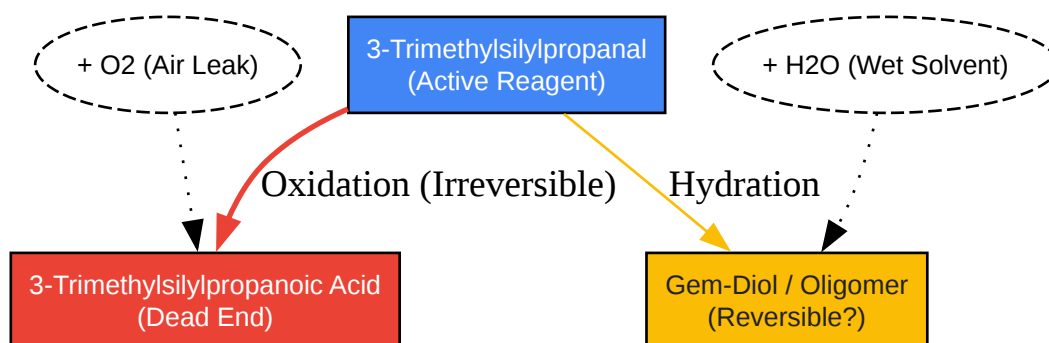 + O2 (Air Leak)
3-Trimethylsilylpropanal
(Active Reagent)
+ H2O (Wet Solvent)
Oxidation (Irreversible)
Hydration
3-Trimethylsilylpropanoic Acid
(Dead End)
Gem-Diol / Oligomer
(Reversible?)